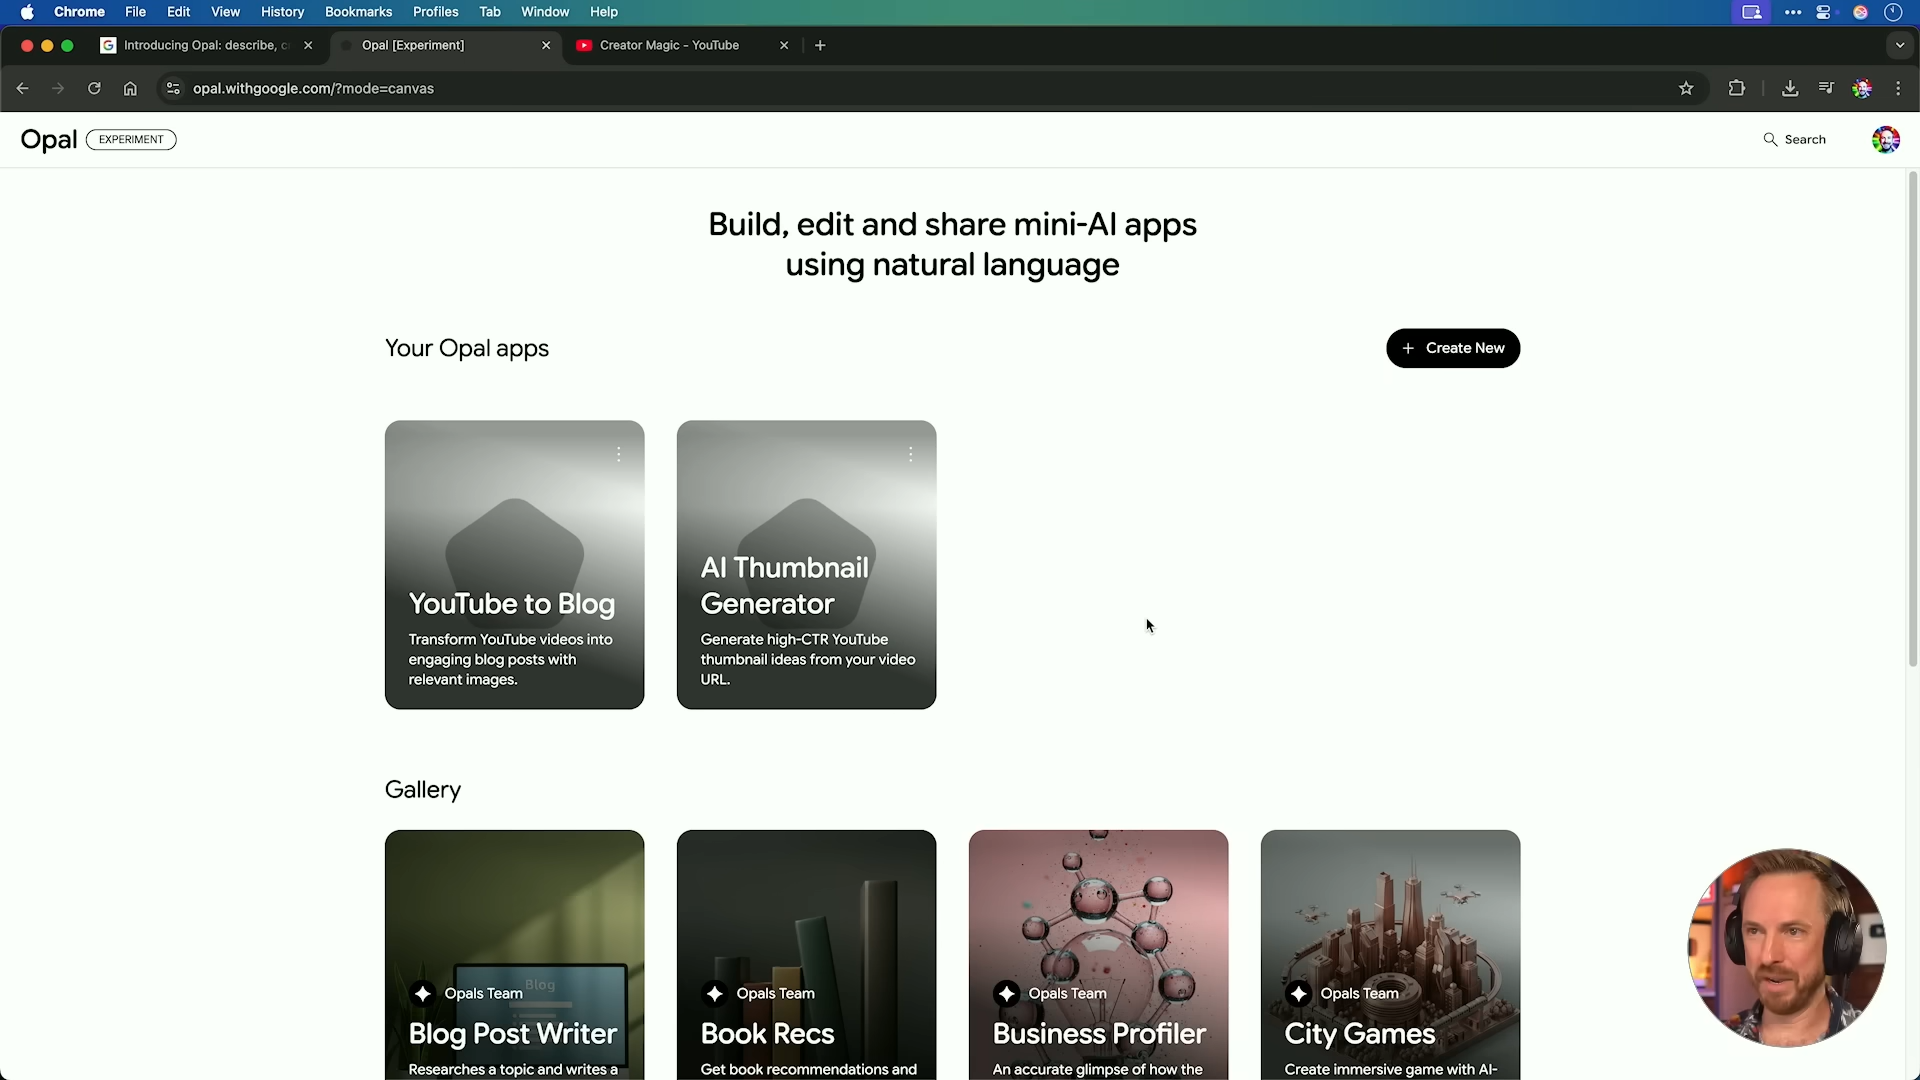 Chrome File Edit View History Bookmarks Profiles Tab Window Help
Introducing Opal: describe, c
Opal [Experiment]
Creator Magic - YouTube
opal.withgoogle.com/?mode=canvas
Opal EXPERIMENT
Search
Build, edit and share mini-AI apps
using natural language
Your Opal apps
Create New
YouTube to Blog
Transform YouTube videos into
engaging blog posts with
relevant images.
AI Thumbnail
Generator
Generate high-CTR YouTube
thumbnail ideas from your video
URL.
Gallery
Blog
Opals Team
Blog Post Writer
Researches a topic and writes a
Opals Team
Book Recs
Get book recommendations and
Opals Team
Business Profiler
An accurate glimpse of how the
Opals Team
City Games
Create immersive game with AI-